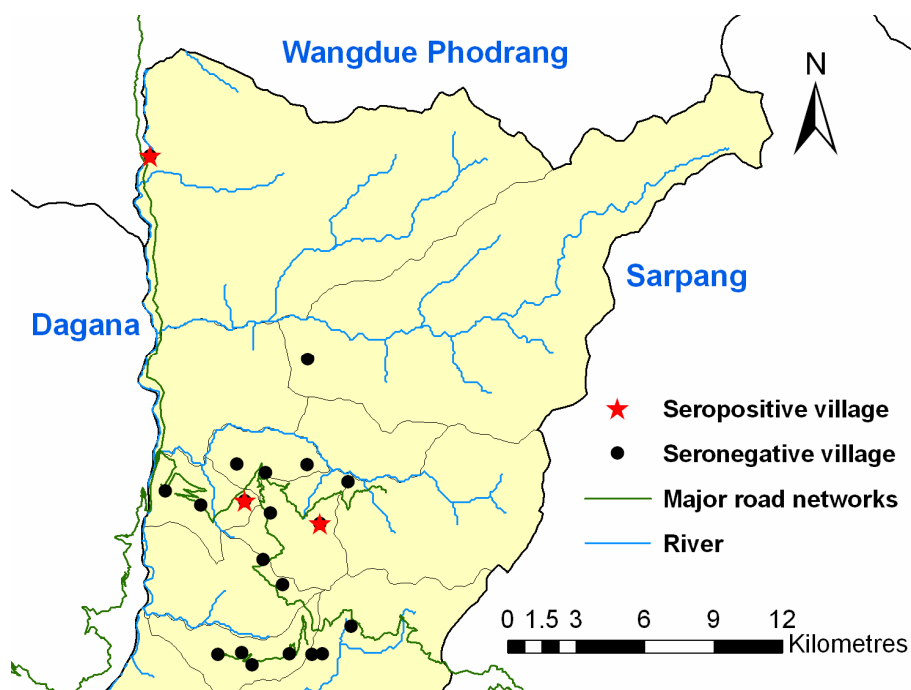 Wangdue Phodrang
N
Sarpang
Dagana
Seropositive village
Seronegative village
Major road networks
River
0 1.5 3 6 9 12
Kilometres